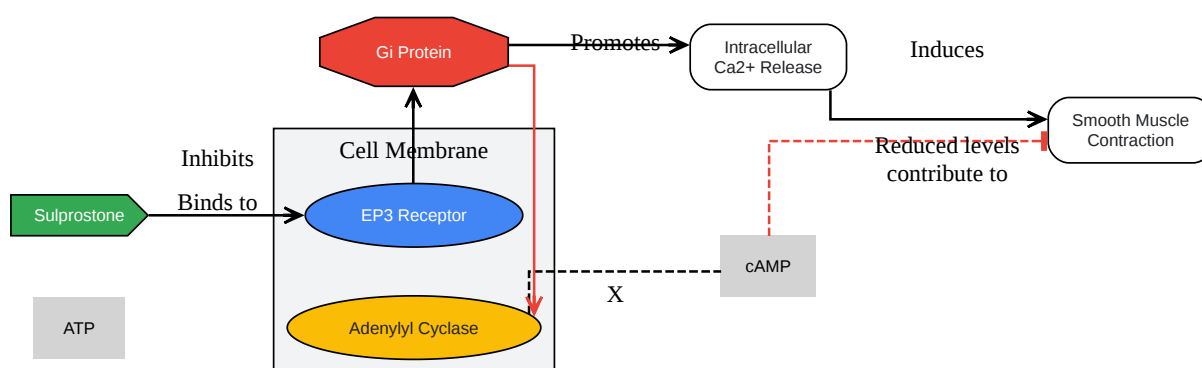 Gi Protein
Promotes
Intracellular
Ca2+ Release
Induces
Smooth Muscle
Contraction
Inhibits
Cell Membrane
Reduced levels
contribute to
Sulprostone
Binds to
EP3 Receptor
cAMP
X
ATP
Adenylyl Cyclase